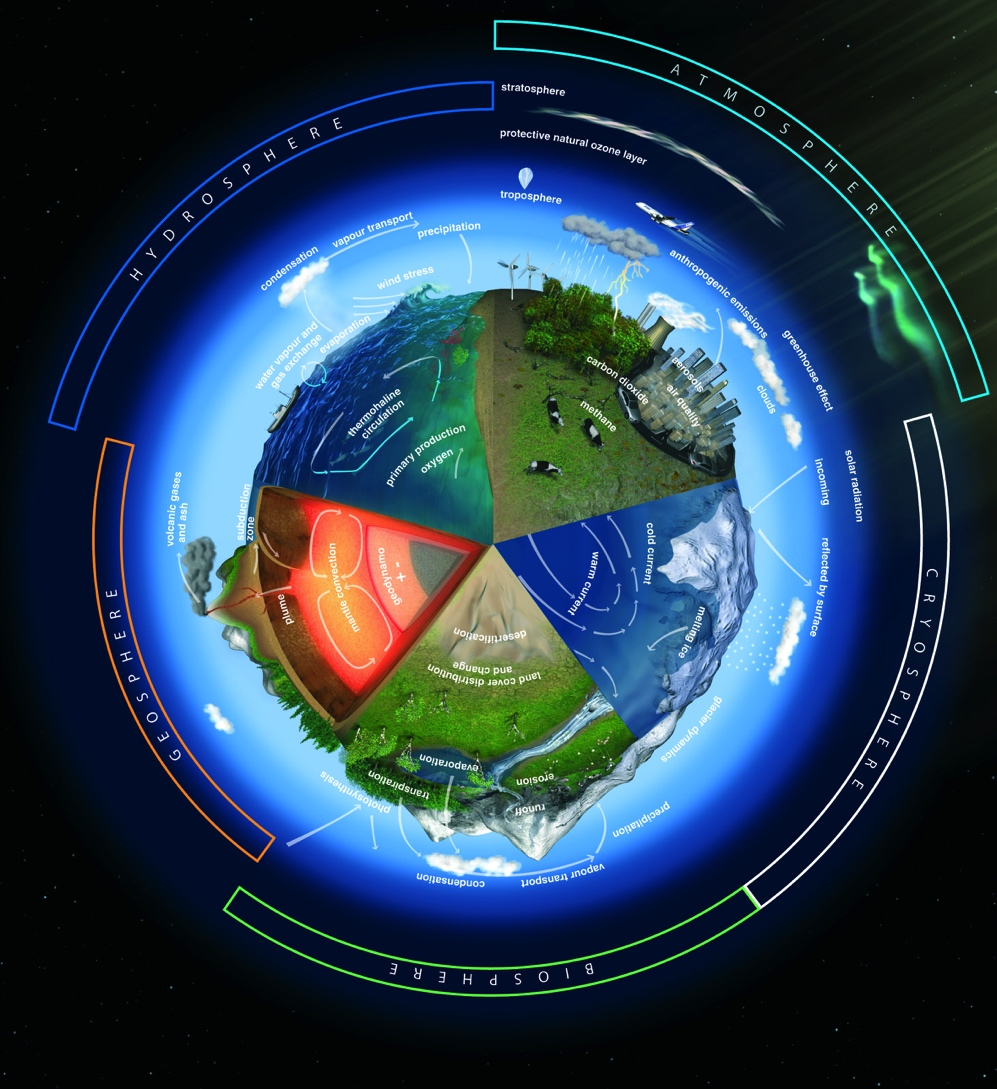 ATMOSPHERE
stratosphere
protective natural ozone layer
troposphere
anthropogenic emissions
greenhouse effect
clouds
aerosols
air quality
carbon dioxide
methane
solar radiation
incoming
reflected by surface
CRYOSPHERE
cold current
warm current
melting ice
glacier dynamics
BIOSPHERE
desertification
land cover distribution
and change
evaporation
transpiration
erosion
runoff
photosynthesis
precipitation
vapour transport
condensation
GEOSPHERE
volcanic gases
and ash
subduction
zone
plume
mantle convection
geodynamo
- +
HYDROSPHERE
condensation
vapour transport
precipitation
wind stress
evaporation
water vapour and
gas exchange
thermohaline
circulation
primary production
oxygen